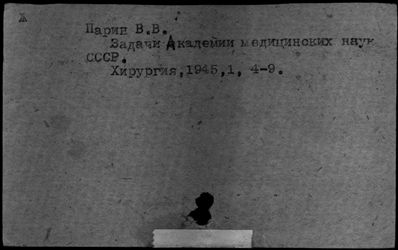 Ж
Парин В.В.
Задачи Академии медицинских наук
СССР.
Хирургия,1945,1, 4-9.